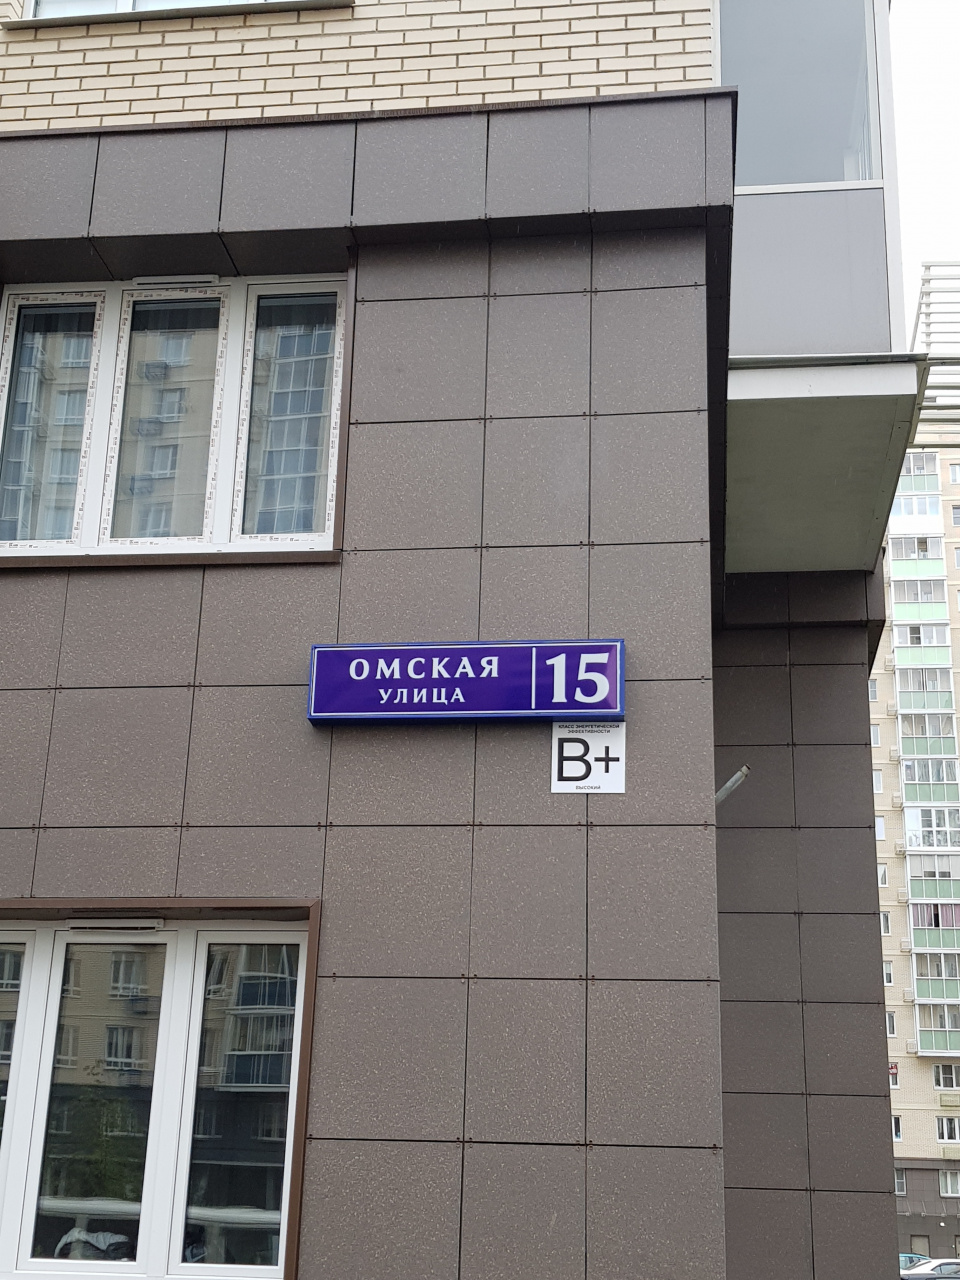 ОМСКАЯ
УЛИЦА
15
КЛАСС ЭНЕРГЕТИЧЕСКОЙ
ЭФФЕКТИВНОСТИ
B+
ВЫСОКИЙ